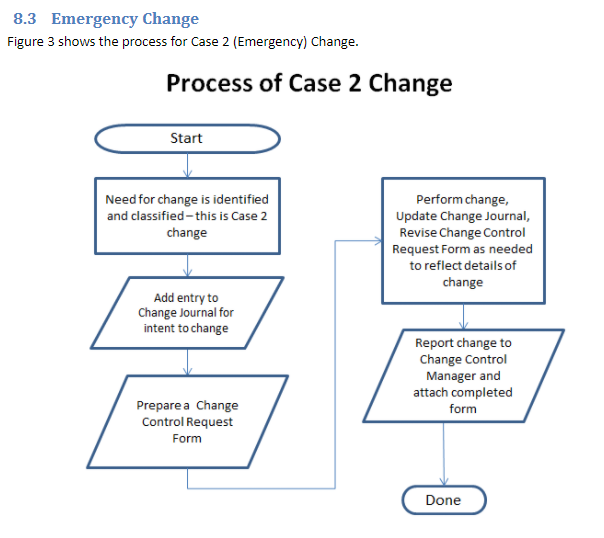 8.3 Emergency Change
Figure 3 shows the process for Case 2 (Emergency) Change.
Process of Case 2 Change
Start
Need for change is identified
and classified – this is Case 2
change
Add entry to
Change Journal for
intent to change
Prepare a Change
Control Request
Form
Perform change,
Update Change Journal,
Revise Change Control
Request Form as needed
to reflect details of
change
Report change to
Change Control
Manager and
attach completed
form
Done